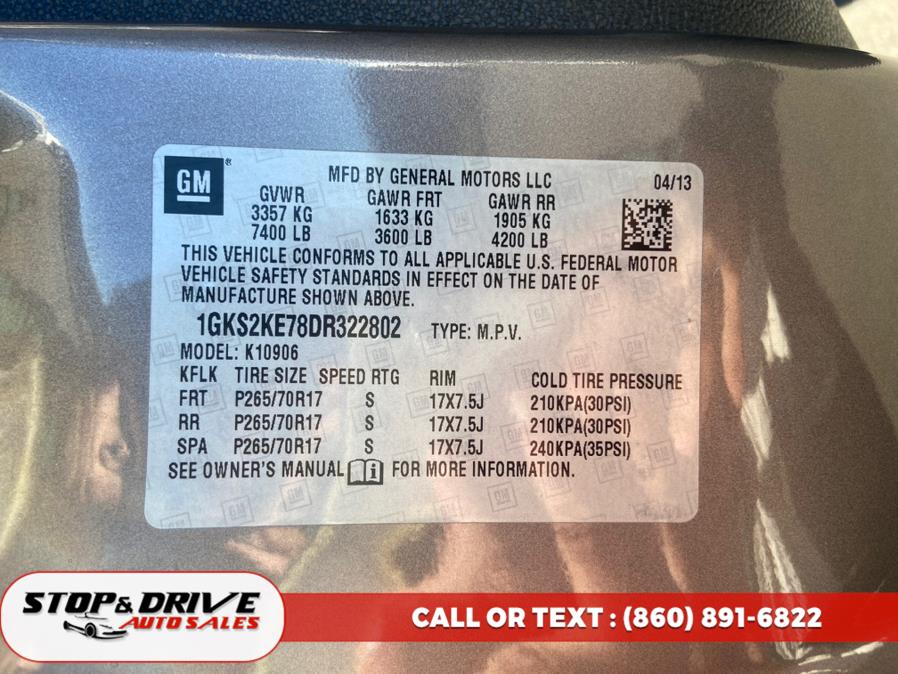 GM
MFD BY GENERAL MOTORS LLC 04/13
GVWR GAWR FRT GAWR RR
3357 KG 1633 KG 1905 KG
7400 LB 3600 LB 4200 LB
THIS VEHICLE CONFORMS TO ALL APPLICABLE U.S. FEDERAL MOTOR
VEHICLE SAFETY STANDARDS IN EFFECT ON THE DATE OF
MANUFACTURE SHOWN ABOVE.
1GKS2KE78DR322802 TYPE: M.P.V.
MODEL: K10906
KFLK TIRE SIZE SPEED RTG RIM COLD TIRE PRESSURE
FRT P265/70R17 S 17X7.5J 210KPA(30PSI)
RR P265/70R17 S 17X7.5J 210KPA(30PSI)
SPA P265/70R17 S 17X7.5J 240KPA(35PSI)
SEE OWNER'S MANUAL FOR MORE INFORMATION.
STOP & DRIVE
AUTO SALES
CALL OR TEXT : (860) 891-6822